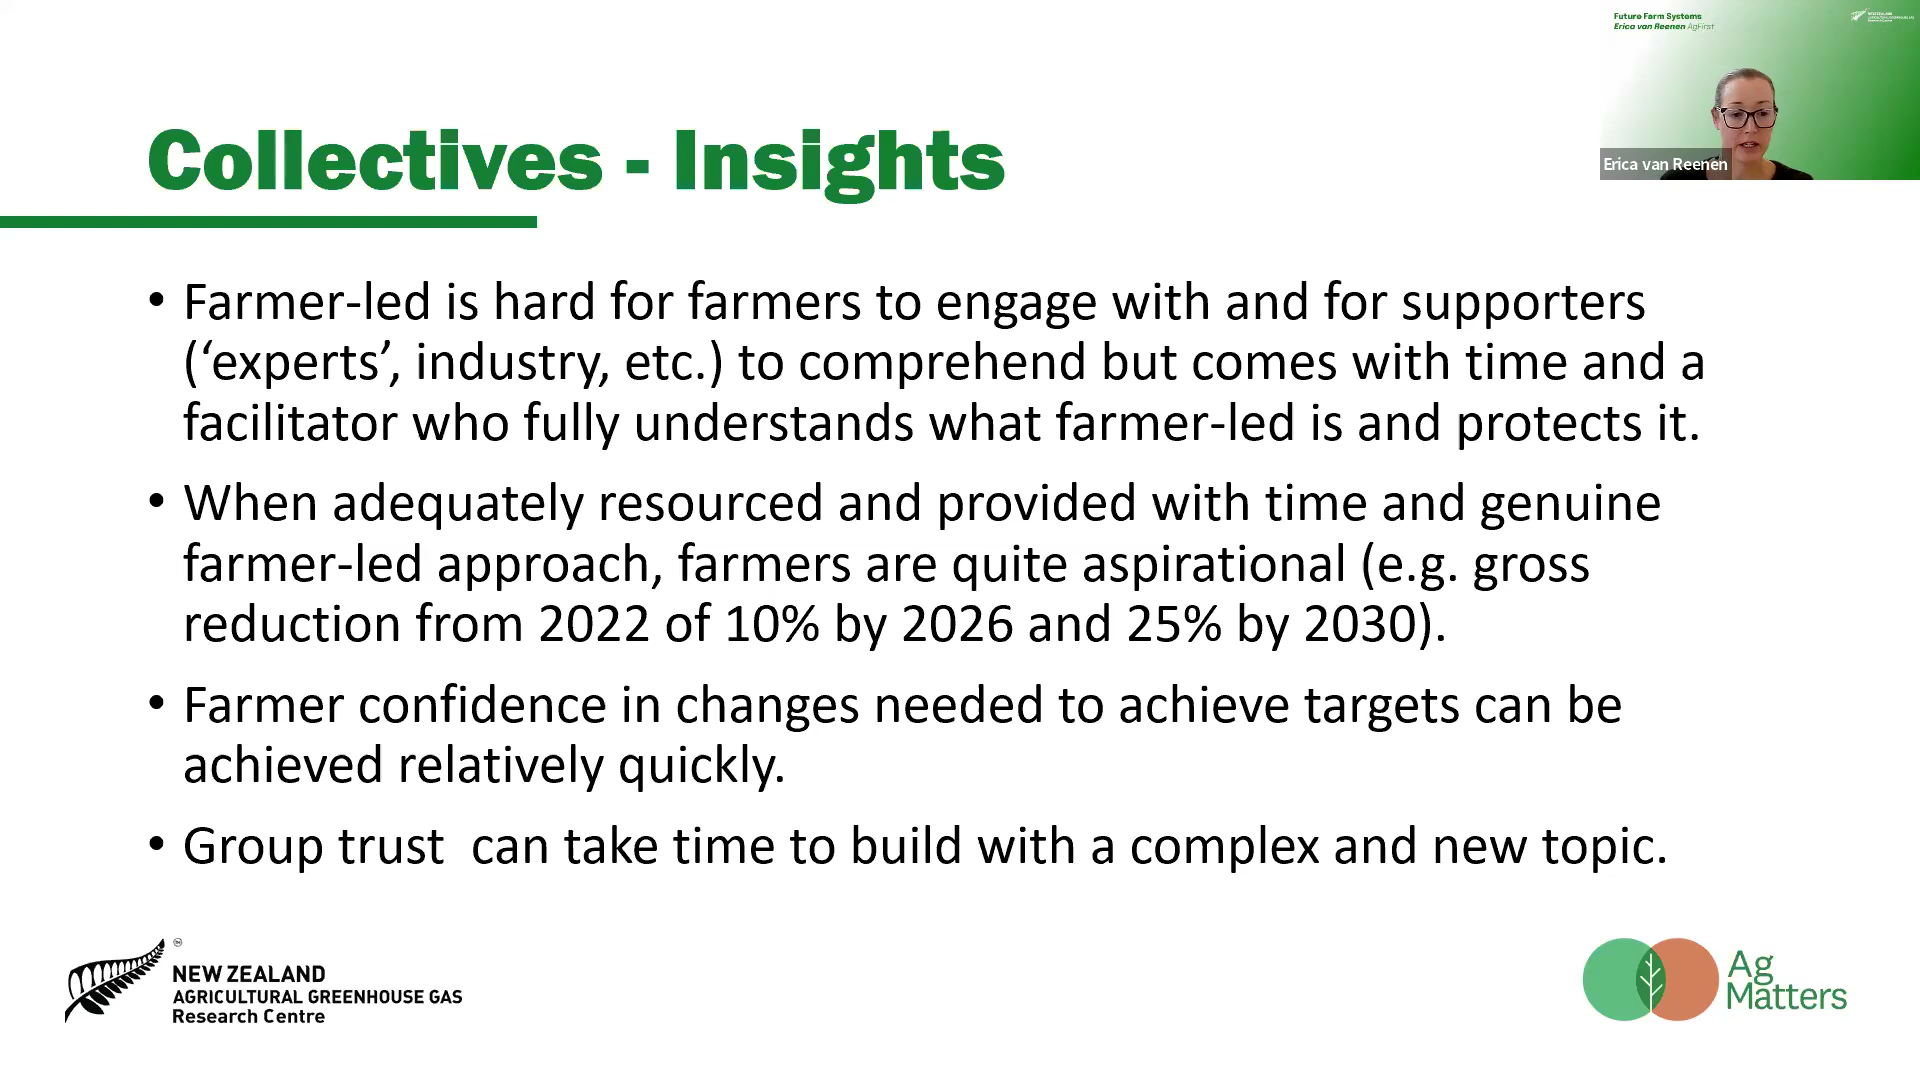 Future Farm Systems
Erica van Reenen AgFirst
Erica van Reenen
Collectives - Insights
• Farmer-led is hard for farmers to engage with and for supporters
(‘experts’, industry, etc.) to comprehend but comes with time and a
facilitator who fully understands what farmer-led is and protects it.
• When adequately resourced and provided with time and genuine
farmer-led approach, farmers are quite aspirational (e.g. gross
reduction from 2022 of 10% by 2026 and 25% by 2030).
• Farmer confidence in changes needed to achieve targets can be
achieved relatively quickly.
• Group trust  can take time to build with a complex and new topic.
NEW ZEALAND
AGRICULTURAL GREENHOUSE GAS
Research Centre
Ag
Matters